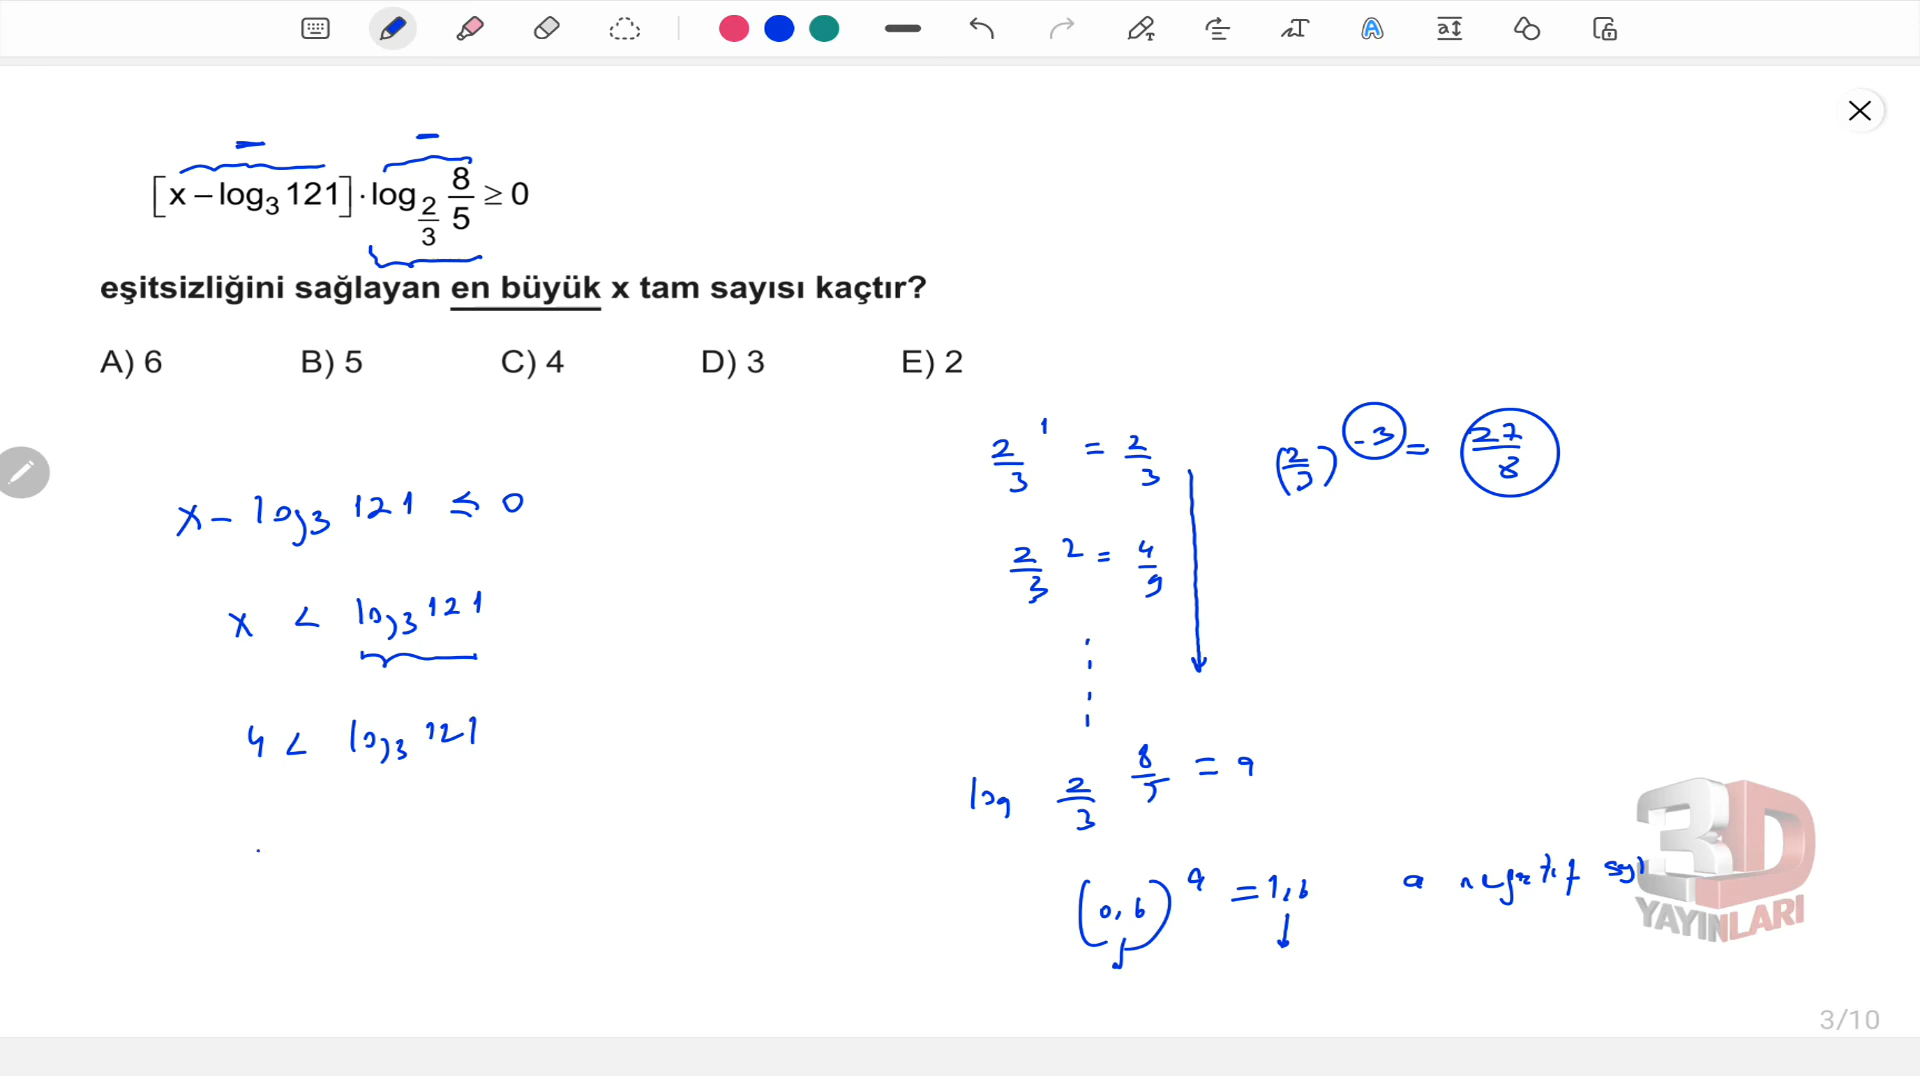 [x – log₃ 121] · log_{2/3} 8/5 ≥ 0
eşitsizliğini sağlayan en büyük x tam sayısı kaçtır?
A) 6 B) 5 C) 4 D) 3 E) 2
x – log₃ 121 ≤ 0
x < log₃ 121
4 < log₃ 121
2/3 ¹ = 2/3
(2/3)⁻³ = 27/8
2/3 ² = 4/9
log 2/3 8/5 = a
(0,6)ᵃ = 1,6
a negatif sayı
3D
YAYINLARI
3/10